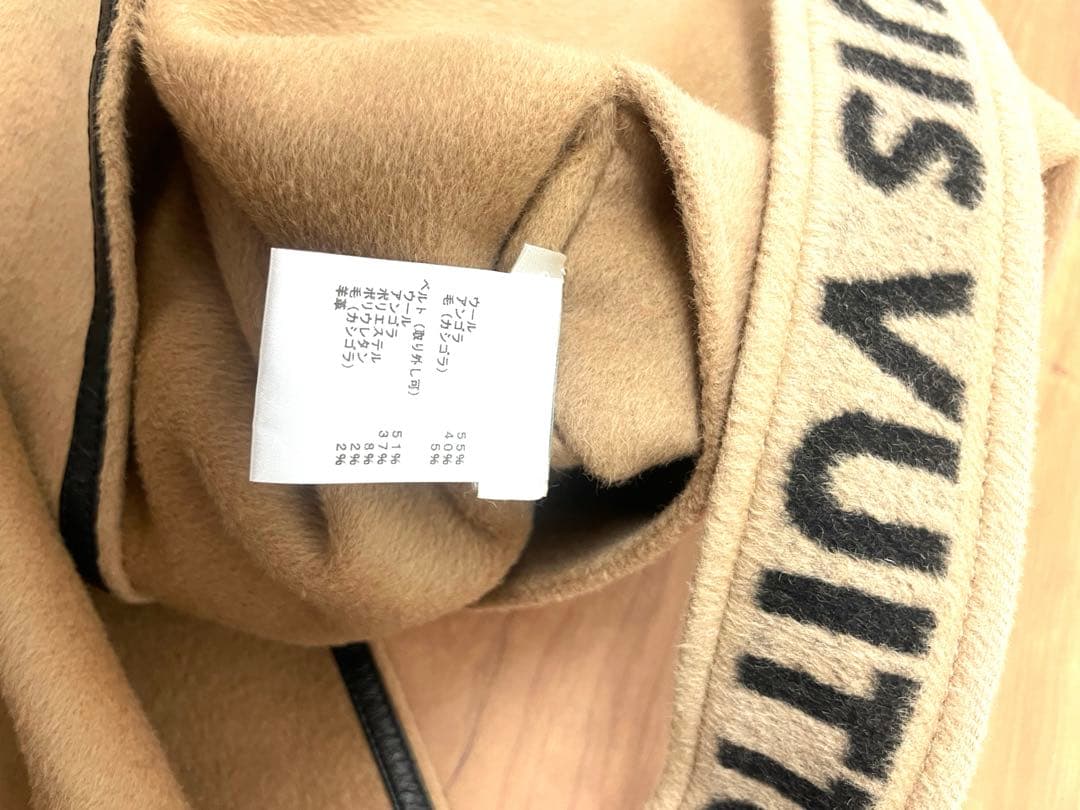 ウール 55%
アンゴラ 40%
毛(カシゴラ) 5%
ベルト(取り外し可)
ウール 51%
アンゴラ 37%
ポリエステル 8%
ポリウレタン 2%
毛(カシゴラ) 2%
羊革
UIS VUITT